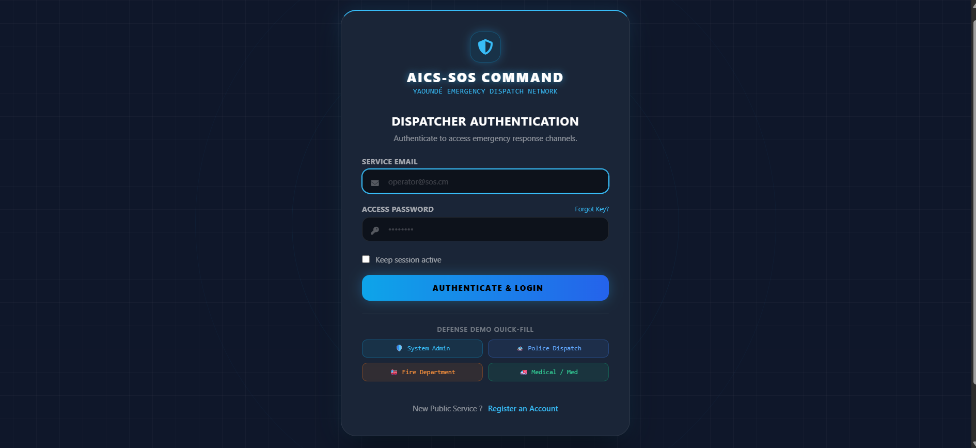 AICS-SOS COMMAND
YAOUNDÉ EMERGENCY DISPATCH NETWORK
DISPATCHER AUTHENTICATION
Authenticate to access emergency response channels.
SERVICE EMAIL
operator@sos.cm
ACCESS PASSWORD Forgot Key?
••••••••
Keep session active
AUTHENTICATE & LOGIN
DEFENSE DEMO QUICK-FILL
System Admin Police Dispatch
Fire Department Medical / Med
New Public Service ? Register an Account